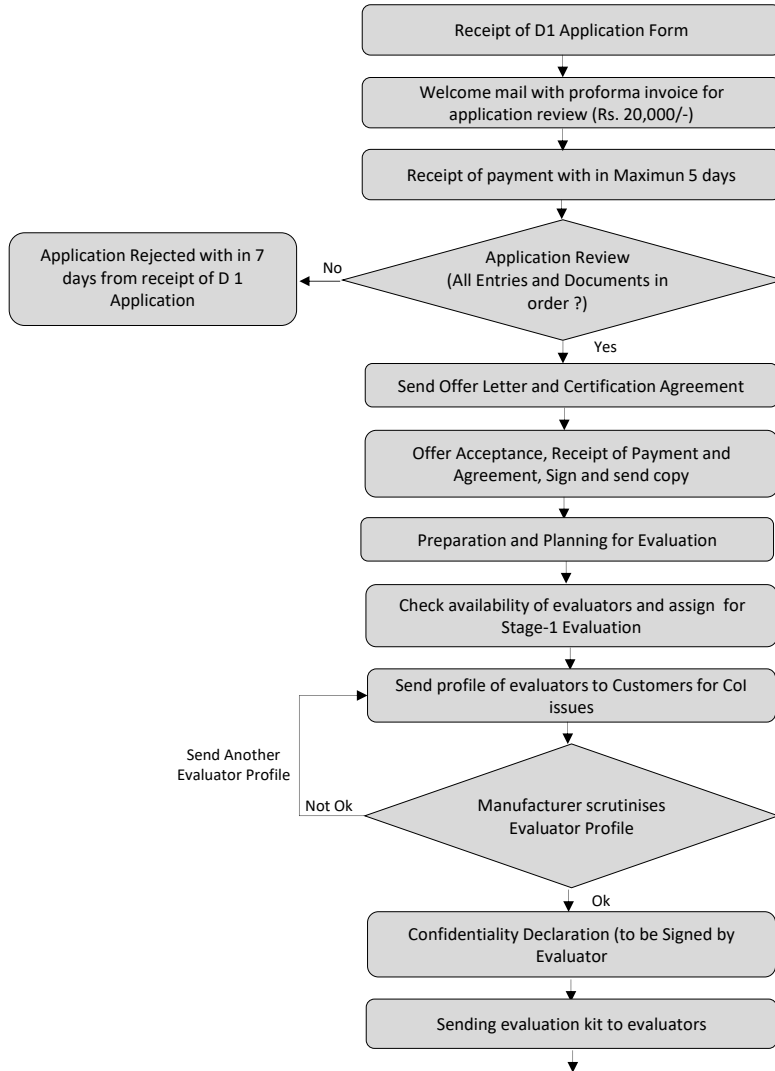 Receipt of D1 Application Form
Welcome mail with proforma invoice for
application review (Rs. 20,000/-)
Receipt of payment with in Maximun 5 days
Application Rejected with in 7
days from receipt of D 1
Application
No
Application Review
(All Entries and Documents in
order ?)
Yes
Send Offer Letter and Certification Agreement
Offer Acceptance, Receipt of Payment and
Agreement, Sign and send copy
Preparation and Planning for Evaluation
Check availability of evaluators and assign for
Stage-1 Evaluation
Send profile of evaluators to Customers for CoI
issues
Send Another
Evaluator Profile
Not Ok
Manufacturer scrutinises
Evaluator Profile
Ok
Confidentiality Declaration (to be Signed by
Evaluator
Sending evaluation kit to evaluators